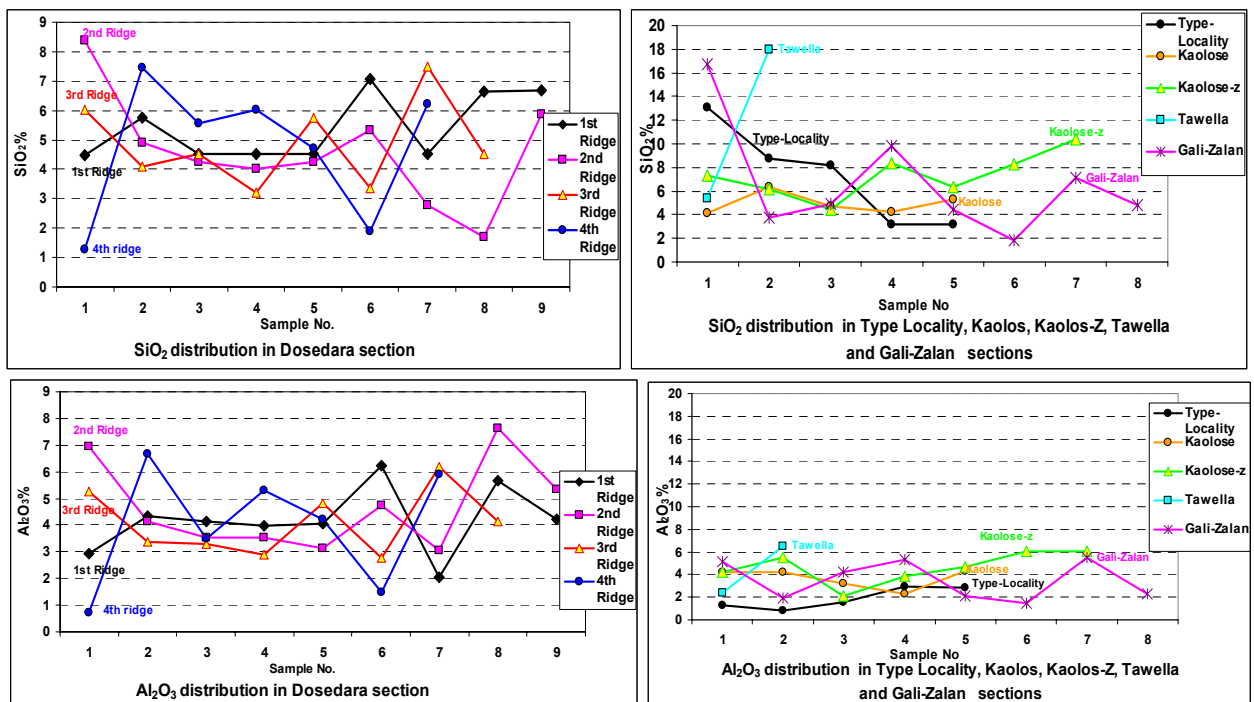 9
8
7
6
5
4
3
2
1
0
SiO₂%
2nd Ridge
3rd Ridge
1st Ridge
4th ridge
1 2 3 4 5 6 7 8 9
Sample No.
1st
Ridge
2nd
Ridge
3rd
Ridge
4th
Ridge
SiO₂ distribution in Dosedara section
20
18
16
14
12
10
8
6
4
2
0
SiO₂%
Tawella
Type-Locality
Kaolose-z
Kaolose
Gali-Zalan
1 2 3 4 5 6 7 8
Sample No
Type-
Locality
Kaolose
Kaolose-z
Tawella
Gali-Zalan
SiO₂ distribution in Type Locality, Kaolos, Kaolos-Z, Tawella
and Gali-Zalan sections
9
8
7
6
5
4
3
2
1
0
Al₂O₃%
2nd Ridge
3rd Ridge
1st Ridge
4th ridge
1 2 3 4 5 6 7 8 9
Sample No.
1st
Ridge
2nd
Ridge
3rd
Ridge
4th
Ridge
Al₂O₃ distribution in Dosedara section
20
18
16
14
12
10
8
6
4
2
0
Al₂O₃%
Tawella
Kaolose-z
Kaolose
Gali-Zalan
Type-Locality
1 2 3 4 5 6 7 8
Sample No
Type-
Locality
Kaolose
Kaolose-z
Tawella
Gali-Zalan
Al₂O₃ distribution in Type Locality, Kaolos, Kaolos-Z, Tawella
and Gali-Zalan sections